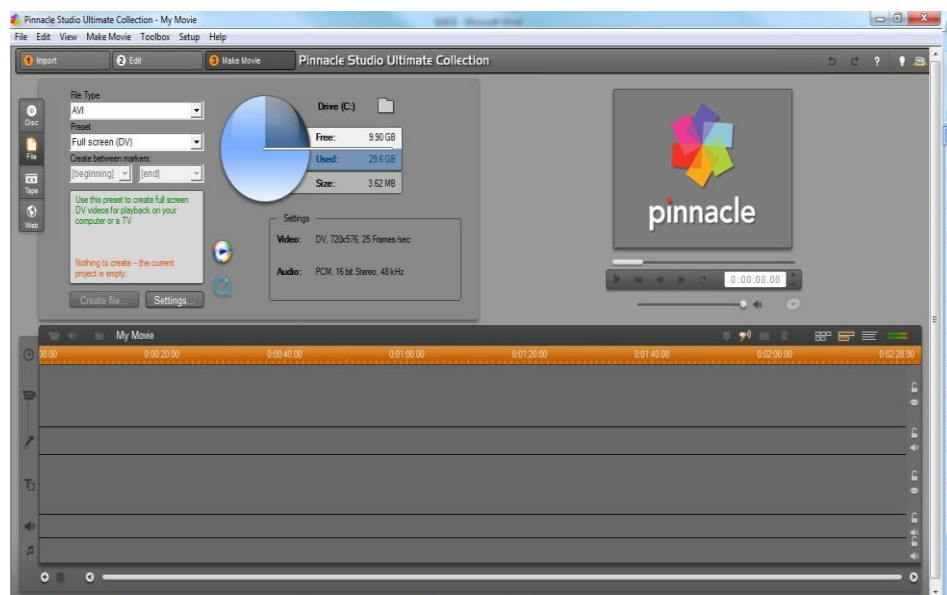 Pinnacle Studio Ultimate Collection - My Movie
File Edit View Make Movie Toolbox Setup Help
1 Import
2 Edit
3 Make Movie
Pinnacle Studio Ultimate Collection
?
Disc
File
Tape
Web
File Type
AVI
Preset
Full screen (DV)
Create between markers:
[beginning] [end]
Use this preset to create full screen
DV videos for playback on your
computer or a TV
Nothing to create – the current
project is empty.
Create file... Settings...
Drive (C:)
Free: 9.90 GB
Used: 29.6 GB
Size: 3.62 MB
Settings
Video: DV, 720x576, 25 Frames/sec
Audio: PCM, 16 bit Stereo, 48 kHz
pinnacle
0:00:00.00
My Movie
00.00 0:00:20.00 0:00:40.00 0:01:00.00 0:01:20.00 0:01:40.00 0:02:00.00 0:02:20.00